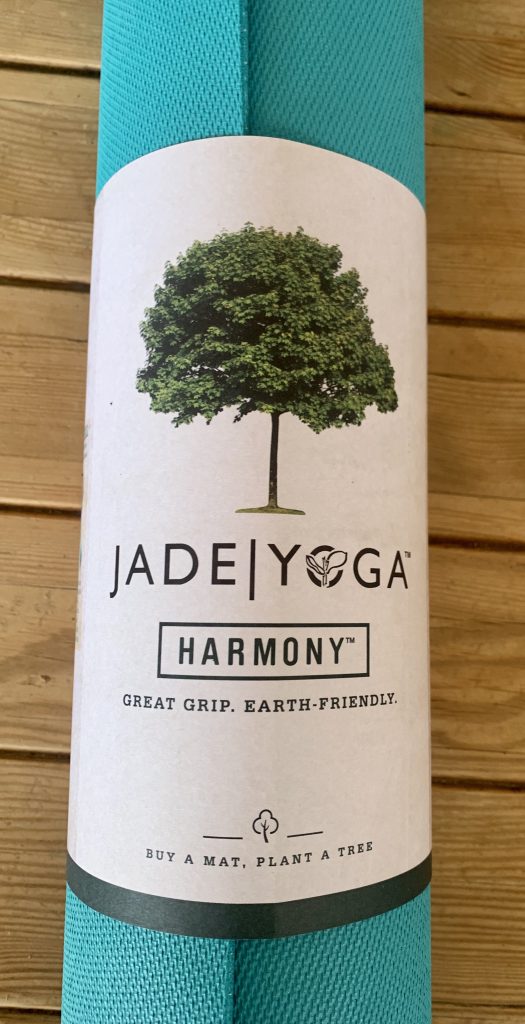 JADE|YOGA™
HARMONY™
GREAT GRIP. EARTH-FRIENDLY.
BUY A MAT, PLANT A TREE